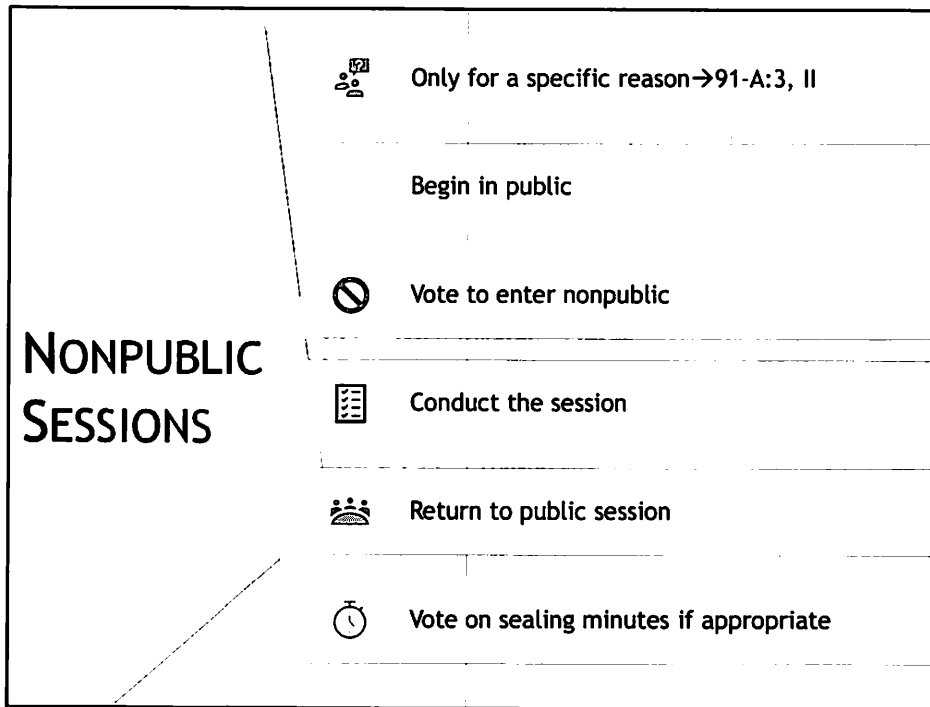 Only for a specific reason→91-A:3, II
Begin in public
Vote to enter nonpublic
NONPUBLIC
SESSIONS
Conduct the session
Return to public session
Vote on sealing minutes if appropriate